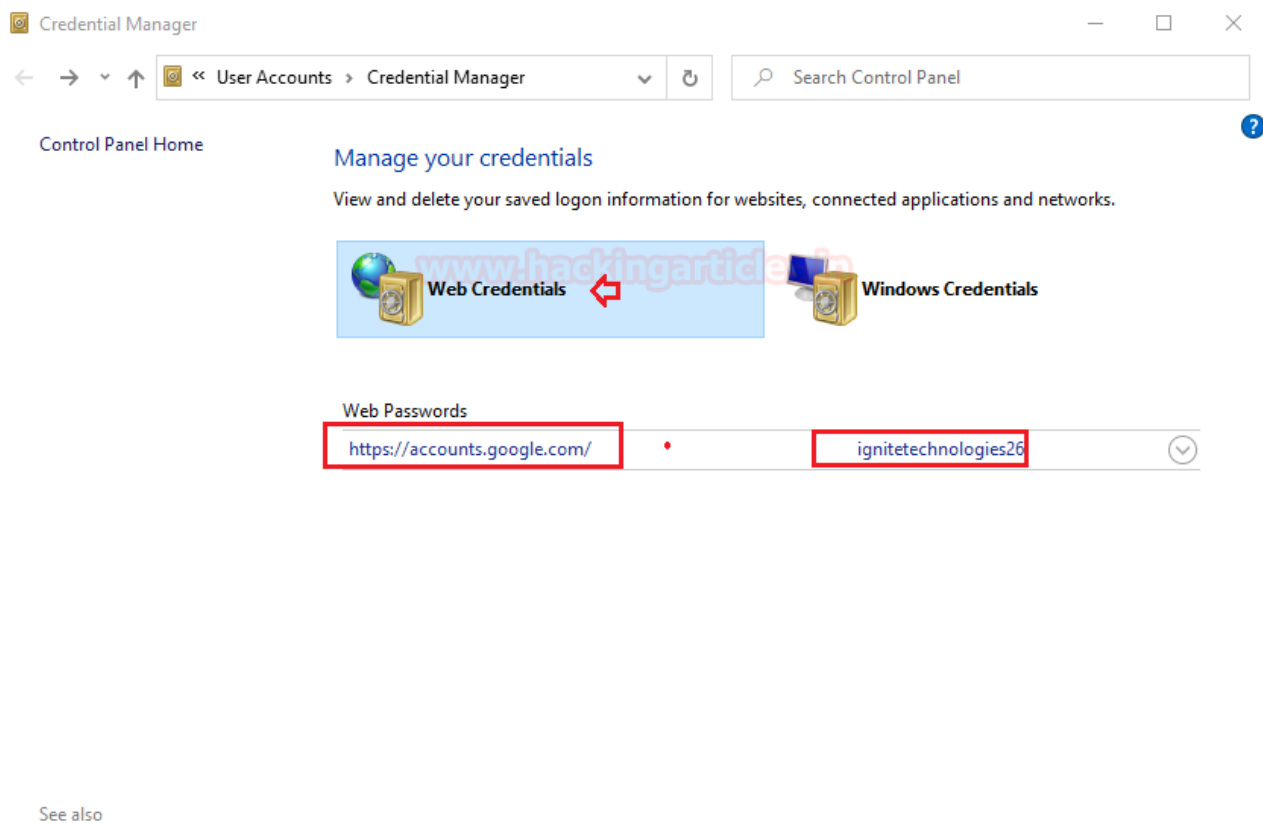 Credential Manager
« User Accounts › Credential Manager
Search Control Panel
?
Control Panel Home
Manage your credentials
View and delete your saved logon information for websites, connected applications and networks.
www.hackingarticles.in
Web Credentials
Windows Credentials
Web Passwords
https://accounts.google.com/ ignitetechnologies26
See also